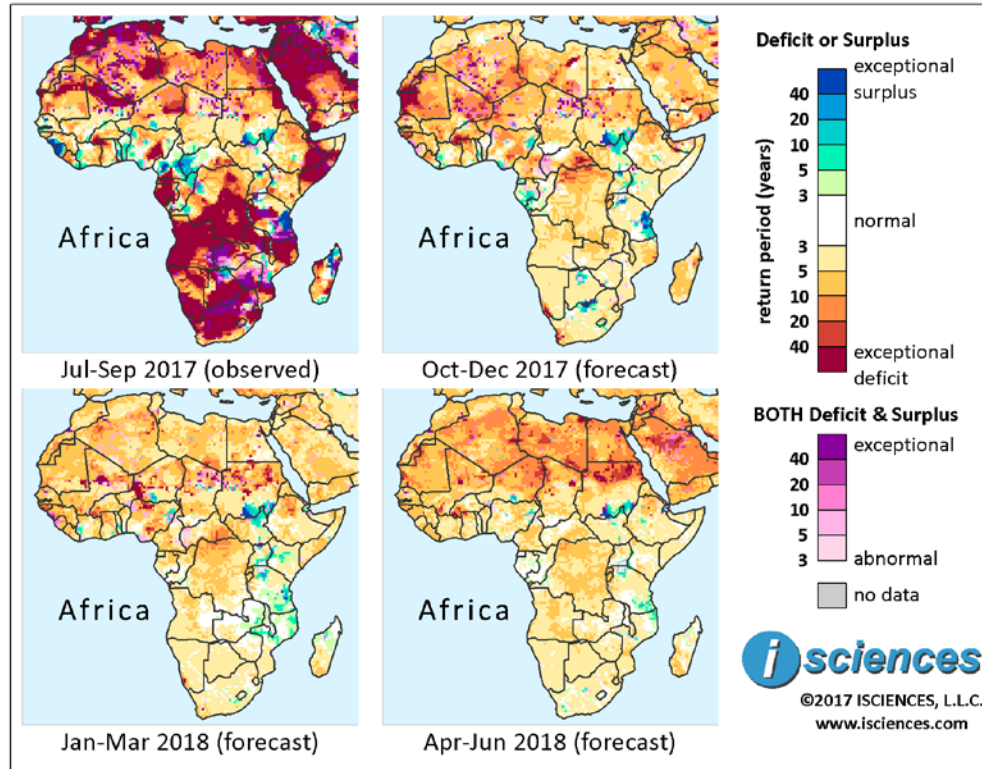 Africa
Jul-Sep 2017 (observed)
Africa
Oct-Dec 2017 (forecast)
Africa
Jan-Mar 2018 (forecast)
Africa
Apr-Jun 2018 (forecast)
Deficit or Surplus
return period (years)
exceptional
surplus
40
20
10
5
3
normal
3
5
10
20
40
exceptional
deficit
BOTH Deficit & Surplus
exceptional
40
20
10
5
3
abnormal
no data
i sciences
©2017 ISCIENCES, L.L.C.
www.isciences.com